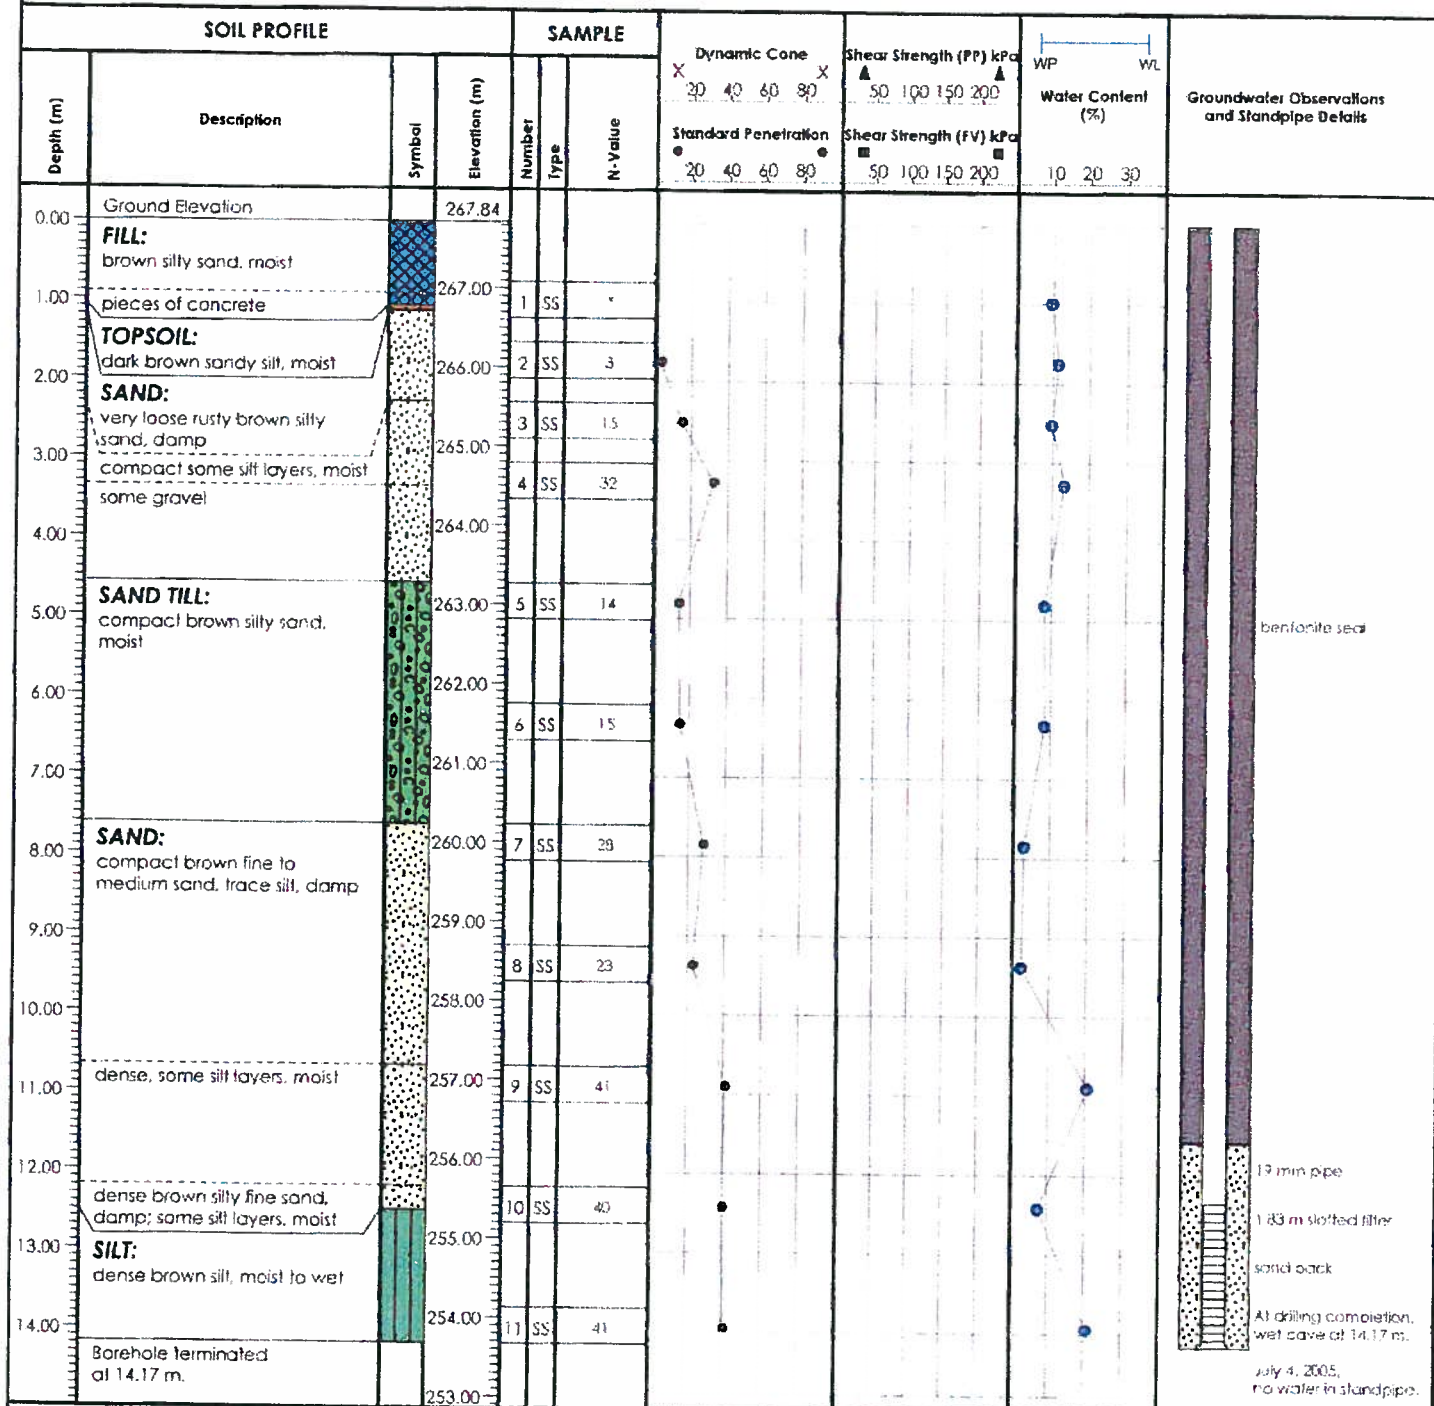 SOIL PROFILE
SAMPLE
Depth (m)
Description
Symbol
Elevation (m)
Number
Type
N-Value
Dynamic Cone
20 40 60 80
Standard Penetration
20 40 60 80
Shear Strength (PP) kPa
50 100 150 200
Shear Strength (FV) kPa
50 100 150 200
WP WL
Water Content
(%)
10 20 30
Groundwater Observations
and Standpipe Details
Ground Elevation
267.84
0.00
FILL:
brown silty sand, moist
267.00
1.00
pieces of concrete
1 SS *
TOPSOIL:
dark brown sandy silt, moist
266.00
2 SS 3
2.00
SAND:
very loose rusty brown silty
sand, damp
3 SS 15
265.00
3.00
compact some silt layers, moist
some gravel
4 SS 32
264.00
4.00
SAND TILL:
compact brown silty sand,
moist
263.00
5 SS 14
5.00
bentonite seal
262.00
6.00
6 SS 15
261.00
7.00
SAND:
compact brown fine to
medium sand, trace silt, damp
260.00
7 SS 28
8.00
259.00
9.00
8 SS 23
258.00
10.00
dense, some silt layers, moist
257.00
9 SS 41
11.00
256.00
12.00
19 mm pipe
dense brown silty fine sand,
damp; some silt layers, moist
10 SS 40
1.83 m slotted filter
255.00
13.00
SILT:
dense brown silt, moist to wet
sand pack
254.00
14.00
11 SS 41
At drilling completion,
wet cave at 14.17 m.
Borehole terminated
at 14.17 m.
July 4, 2005,
no water in standpipe.
253.00